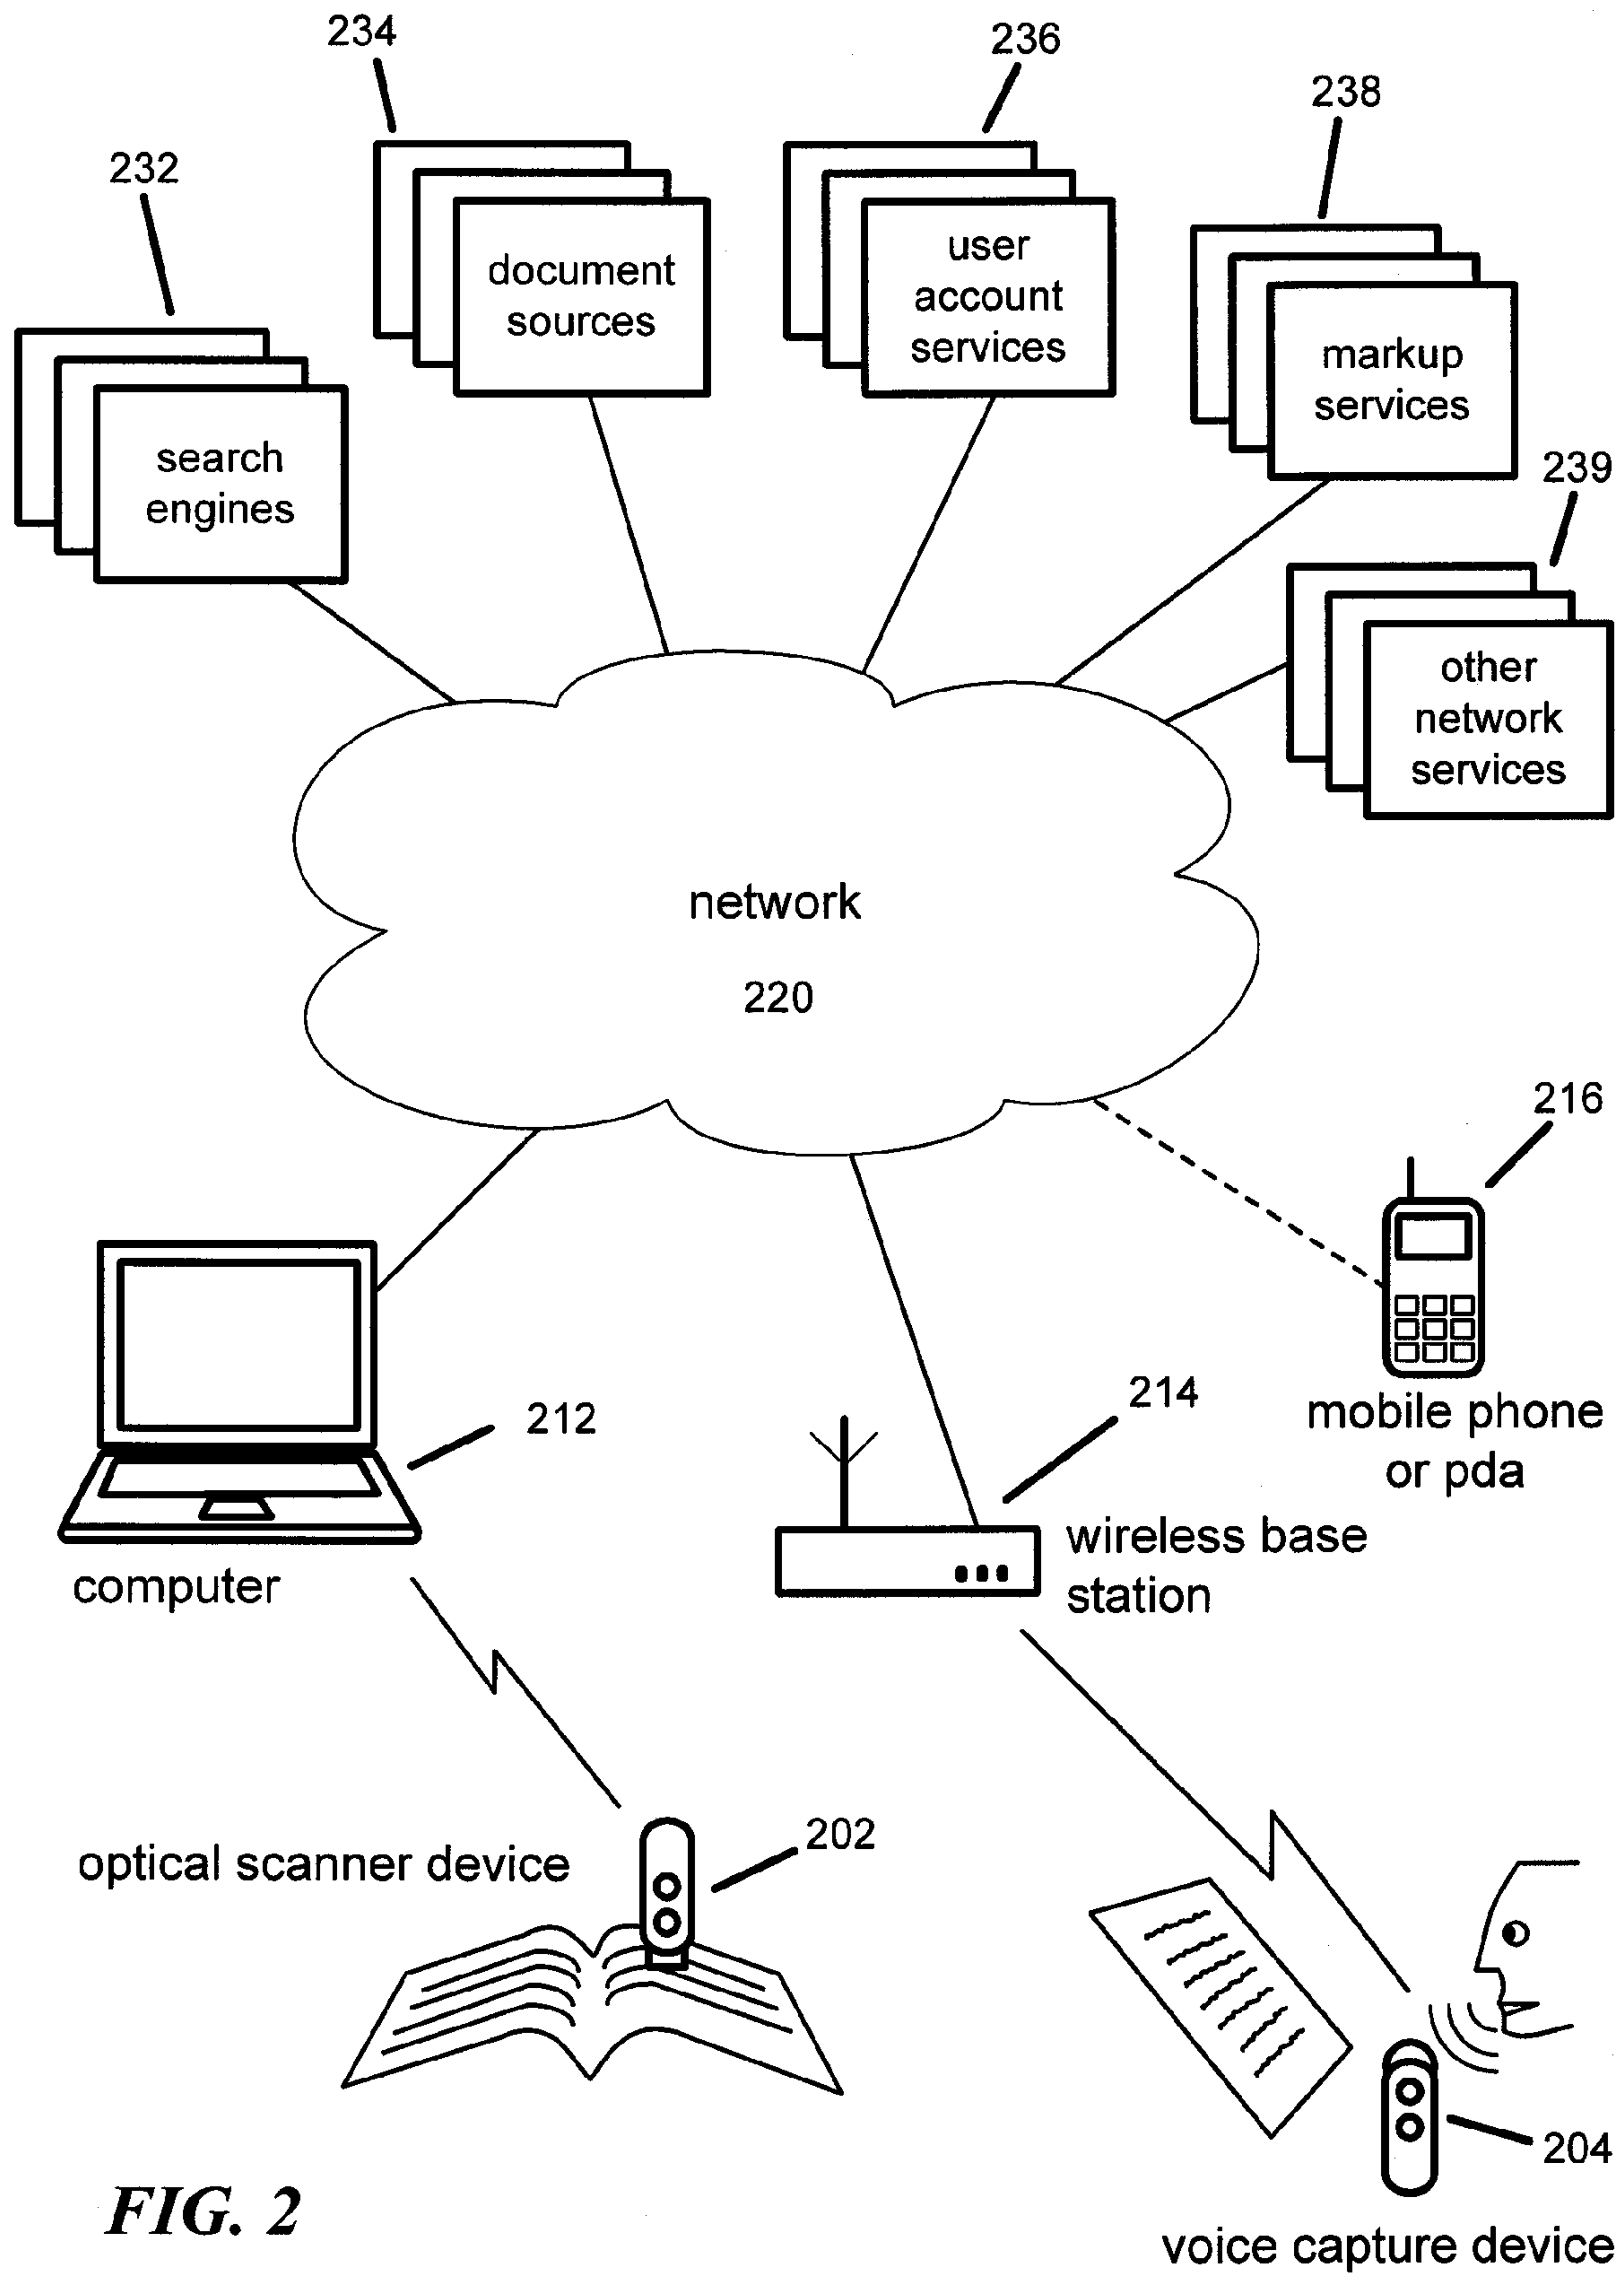 234
236
238
232
document
sources
user
account
services
markup
services
239
search
engines
other
network
services
network
220
216
mobile phone
or pda
214
212
wireless base
station
computer
202
optical scanner device
204
FIG. 2
voice capture device